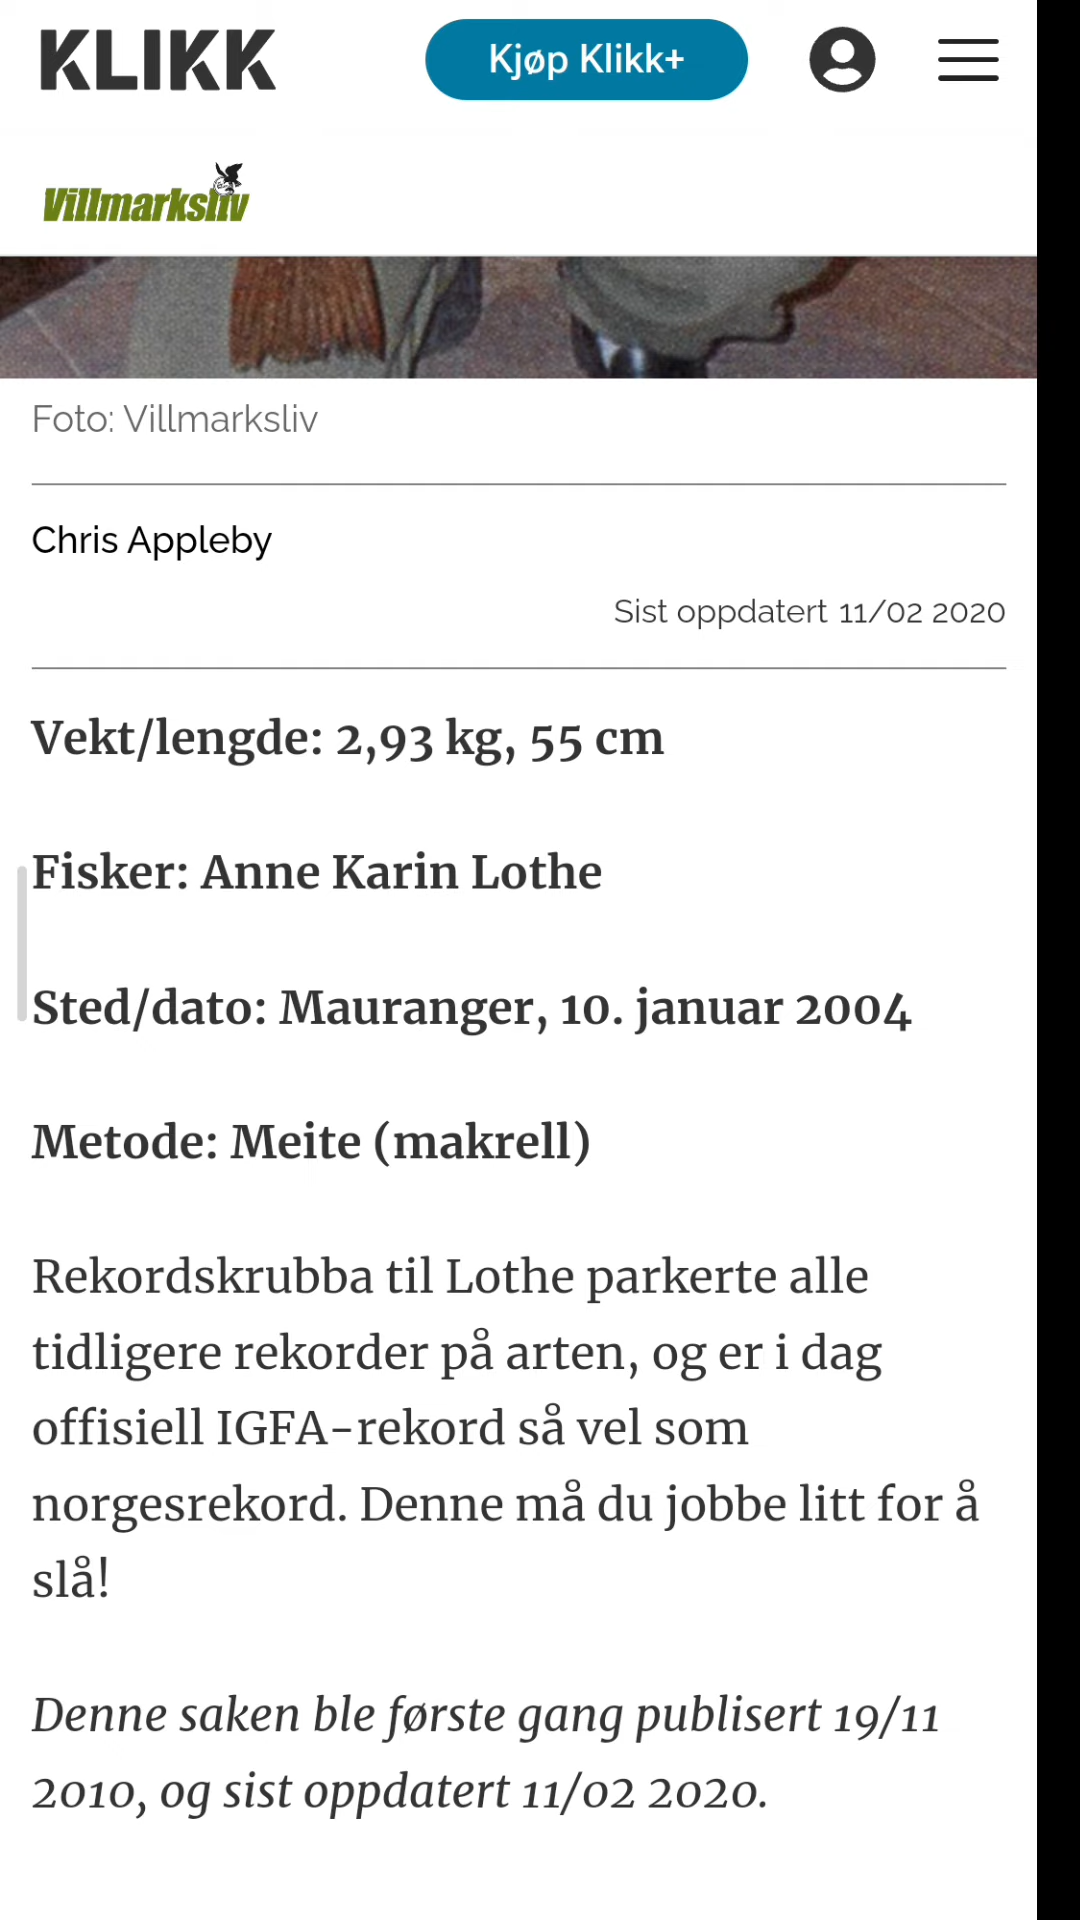 KLIKK
Kjøp Klikk+
Villmarksliv
Foto: Villmarksliv
Chris Appleby
Sist oppdatert 11/02 2020
Vekt/lengde: 2,93 kg, 55 cm
Fisker: Anne Karin Lothe
Sted/dato: Mauranger, 10. januar 2004
Metode: Meite (makrell)
Rekordskrubba til Lothe parkerte alle
tidligere rekorder på arten, og er i dag
offisiell IGFA-rekord så vel som
norgesrekord. Denne må du jobbe litt for å
slå!
Denne saken ble første gang publisert 19/11
2010, og sist oppdatert 11/02 2020.